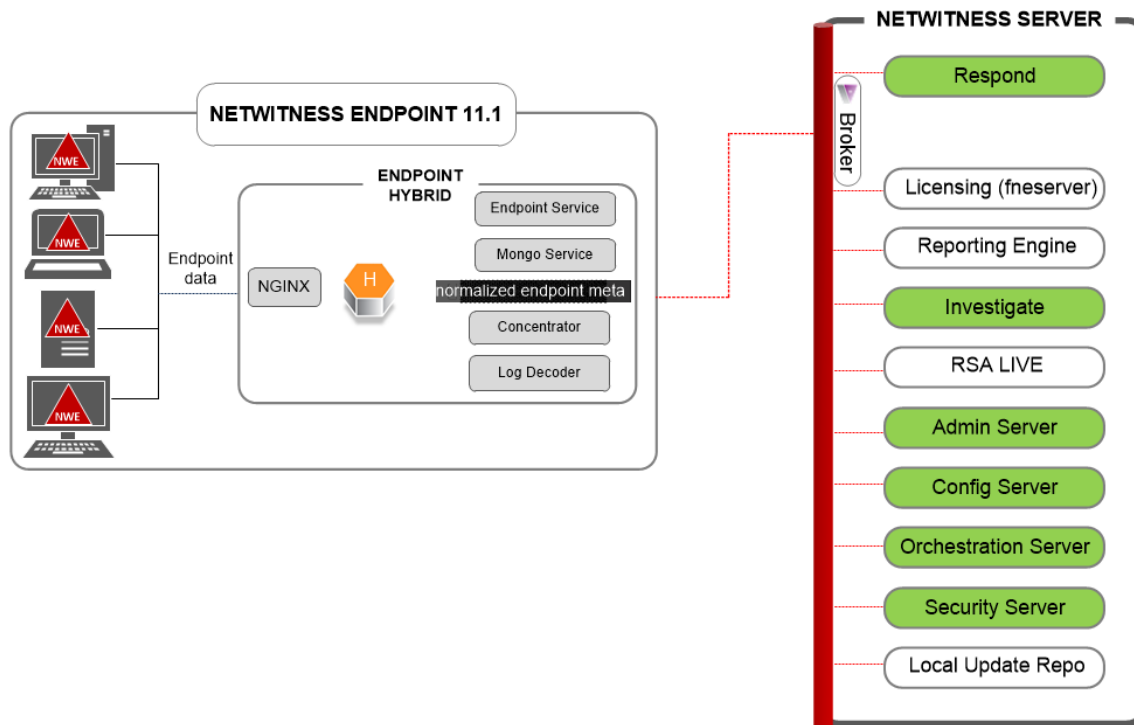 NETWITNESS SERVER
Respond
Broker
Licensing (fneserver)
Reporting Engine
Investigate
RSA LIVE
Admin Server
Config Server
Orchestration Server
Security Server
Local Update Repo
NETWITNESS ENDPOINT 11.1
NWE
NWE
NWE
NWE
Endpoint
data
ENDPOINT
HYBRID
NGINX
H
Endpoint Service
Mongo Service
normalized endpoint meta
Concentrator
Log Decoder